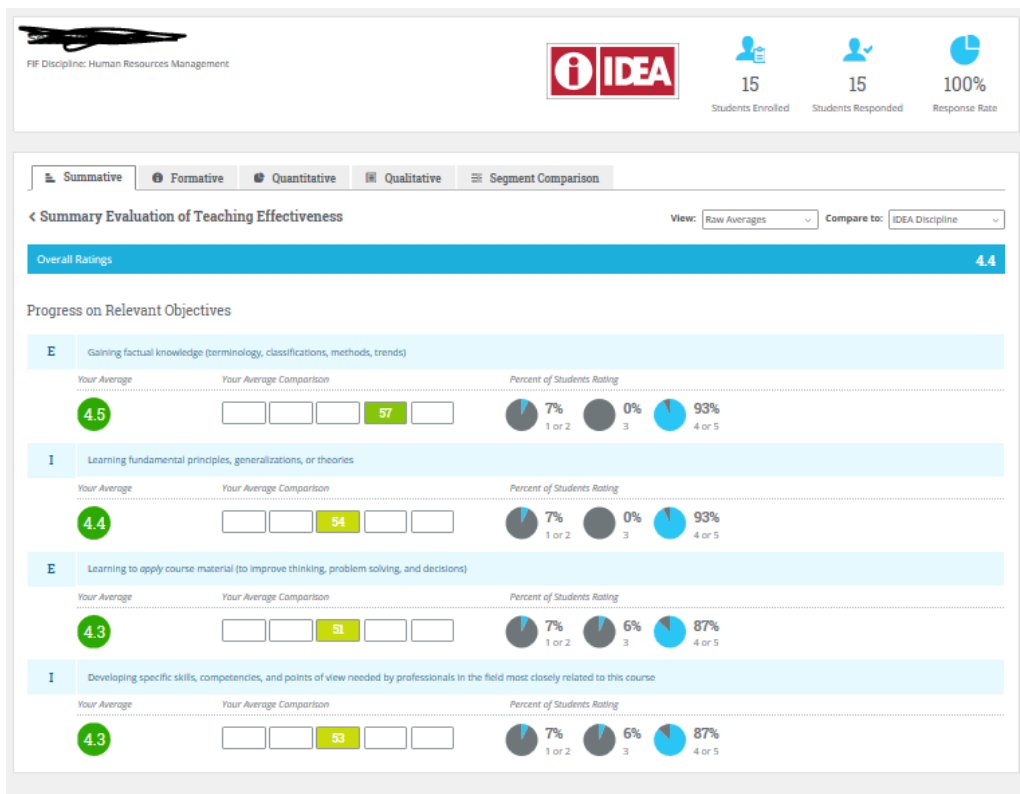 FIF Discipline: Human Resources Management
IDEA
15
Students Enrolled
15
Students Responded
100%
Response Rate
Summative
Formative
Quantitative
Qualitative
Segment Comparison
< Summary Evaluation of Teaching Effectiveness
View: Raw Averages
Compare to: IDEA Discipline
Overall Ratings 4.4
Progress on Relevant Objectives
E Gaining factual knowledge (terminology, classifications, methods, trends)
Your Average Your Average Comparison Percent of Students Rating
4.5 57 7% 0% 93%
1 or 2 3 4 or 5
I Learning fundamental principles, generalizations, or theories
Your Average Your Average Comparison Percent of Students Rating
4.4 54 7% 0% 93%
1 or 2 3 4 or 5
E Learning to apply course material (to improve thinking, problem solving, and decisions)
Your Average Your Average Comparison Percent of Students Rating
4.3 51 7% 6% 87%
1 or 2 3 4 or 5
I Developing specific skills, competencies, and points of view needed by professionals in the field most closely related to this course
Your Average Your Average Comparison Percent of Students Rating
4.3 53 7% 6% 87%
1 or 2 3 4 or 5